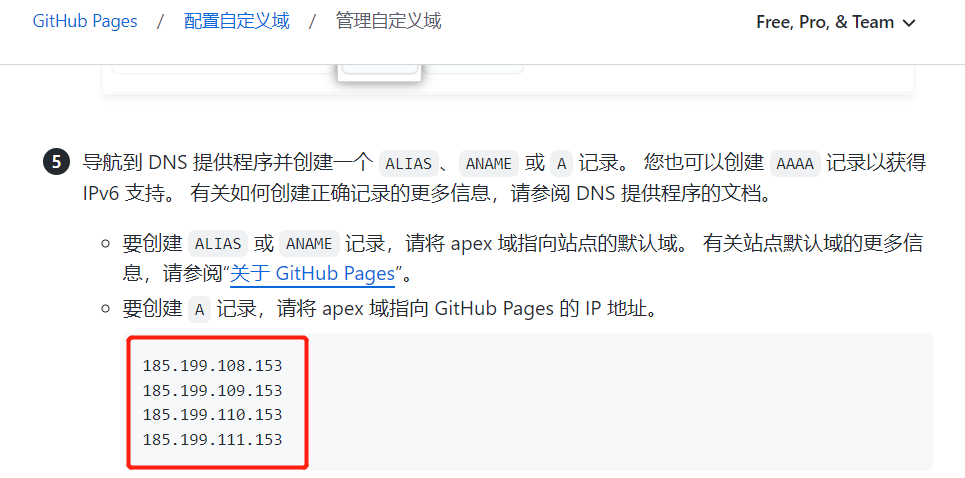 GitHub Pages / 配置自定义域 / 管理自定义域 Free, Pro, & Team
5 导航到 DNS 提供程序并创建一个 ALIAS、ANAME 或 A 记录。 您也可以创建 AAAA 记录以获得
IPv6 支持。 有关如何创建正确记录的更多信息，请参阅 DNS 提供程序的文档。
要创建 ALIAS 或 ANAME 记录，请将 apex 域指向站点的默认域。 有关站点默认域的更多信
息，请参阅“关于 GitHub Pages”。
要创建 A 记录，请将 apex 域指向 GitHub Pages 的 IP 地址。
185.199.108.153
185.199.109.153
185.199.110.153
185.199.111.153